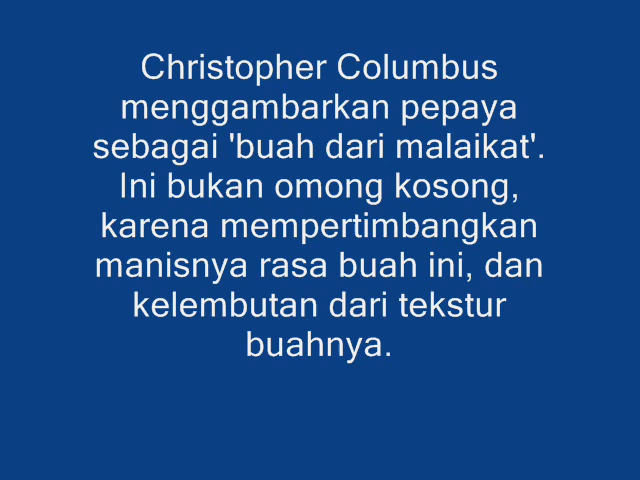 Christopher Columbus
menggambarkan pepaya
sebagai 'buah dari malaikat'.
Ini bukan omong kosong,
karena mempertimbangkan
manisnya rasa buah ini, dan
kelembutan dari tekstur
buahnya.